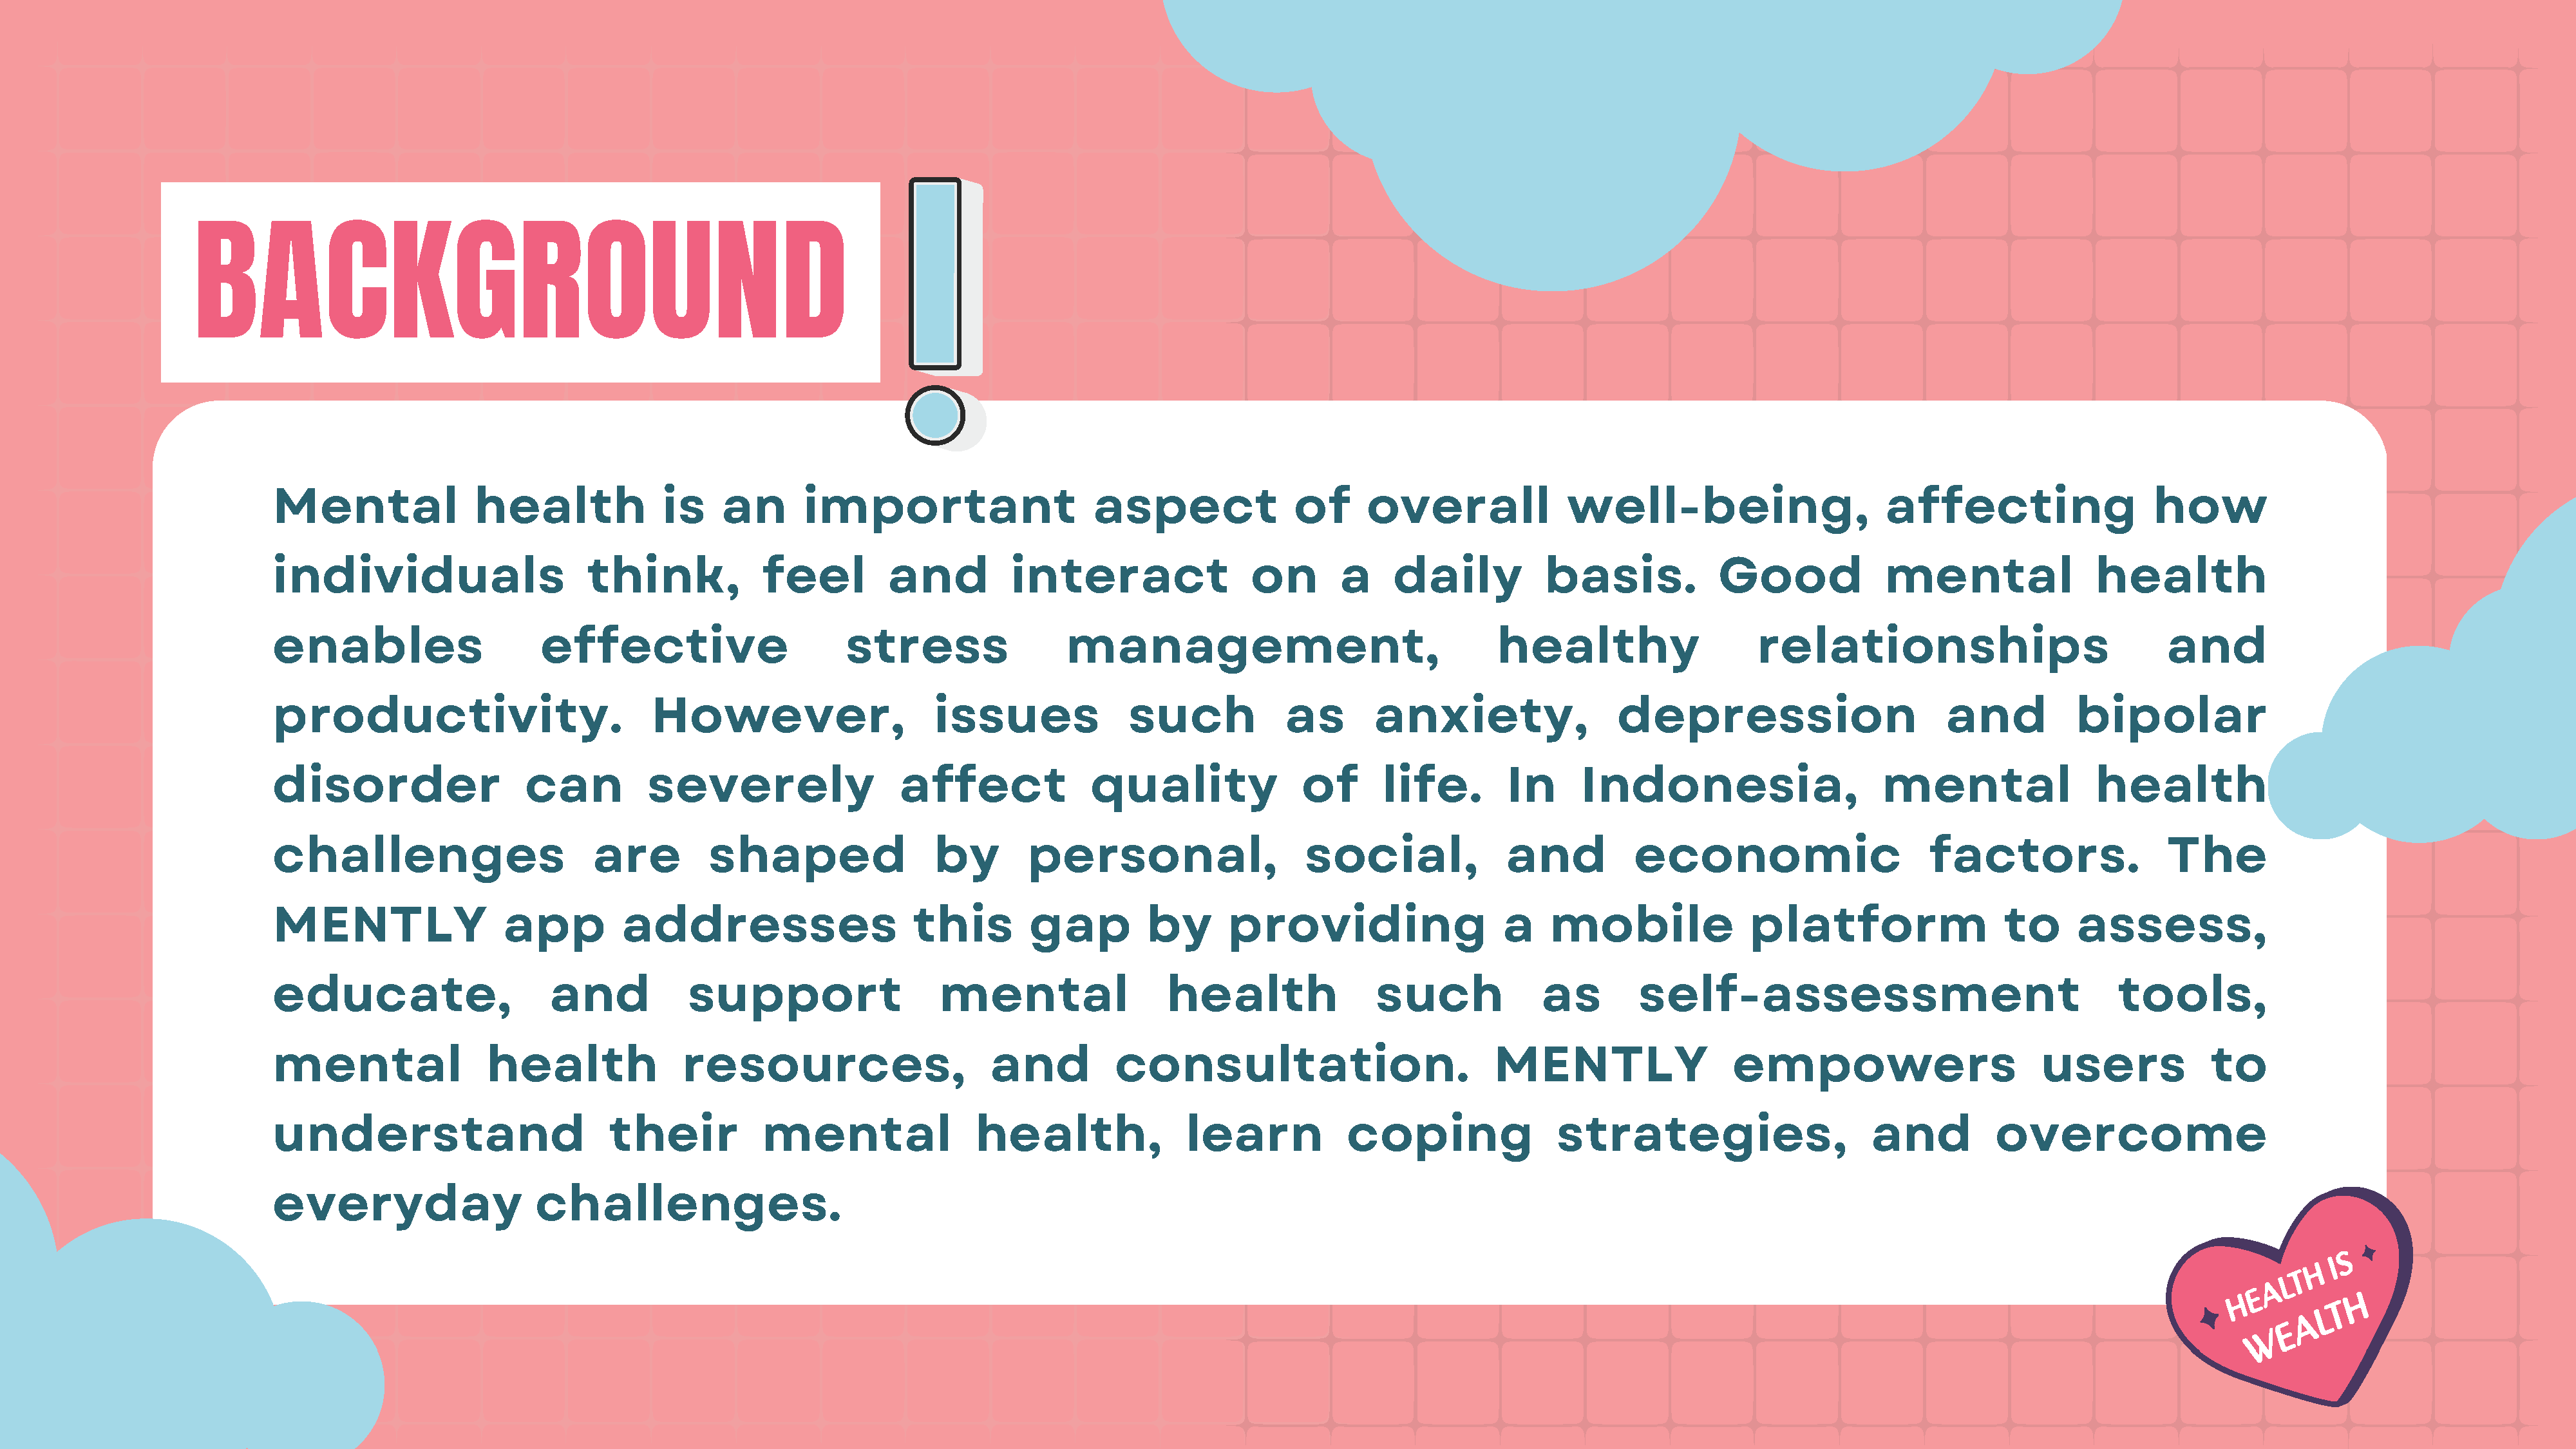 BACKGROUND
Mental health is an important aspect of overall well-being, affecting how
individuals think, feel and interact on a daily basis. Good mental health
enables effective stress management, healthy relationships and
productivity. However, issues such as anxiety, depression and bipolar
disorder can severely affect quality of life. In Indonesia, mental health
challenges are shaped by personal, social, and economic factors. The
MENTLY app addresses this gap by providing a mobile platform to assess,
educate, and support mental health such as self-assessment tools,
mental health resources, and consultation. MENTLY empowers users to
understand their mental health, learn coping strategies, and overcome
everyday challenges.
HEALTH IS
WEALTH